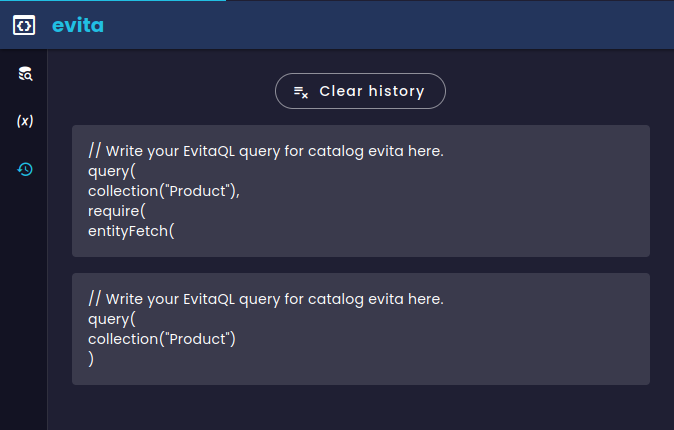 evita
(x)
Clear history
// Write your EvitaQL query for catalog evita here.
query(
collection("Product"),
require(
entityFetch(
// Write your EvitaQL query for catalog evita here.
query(
collection("Product")
)